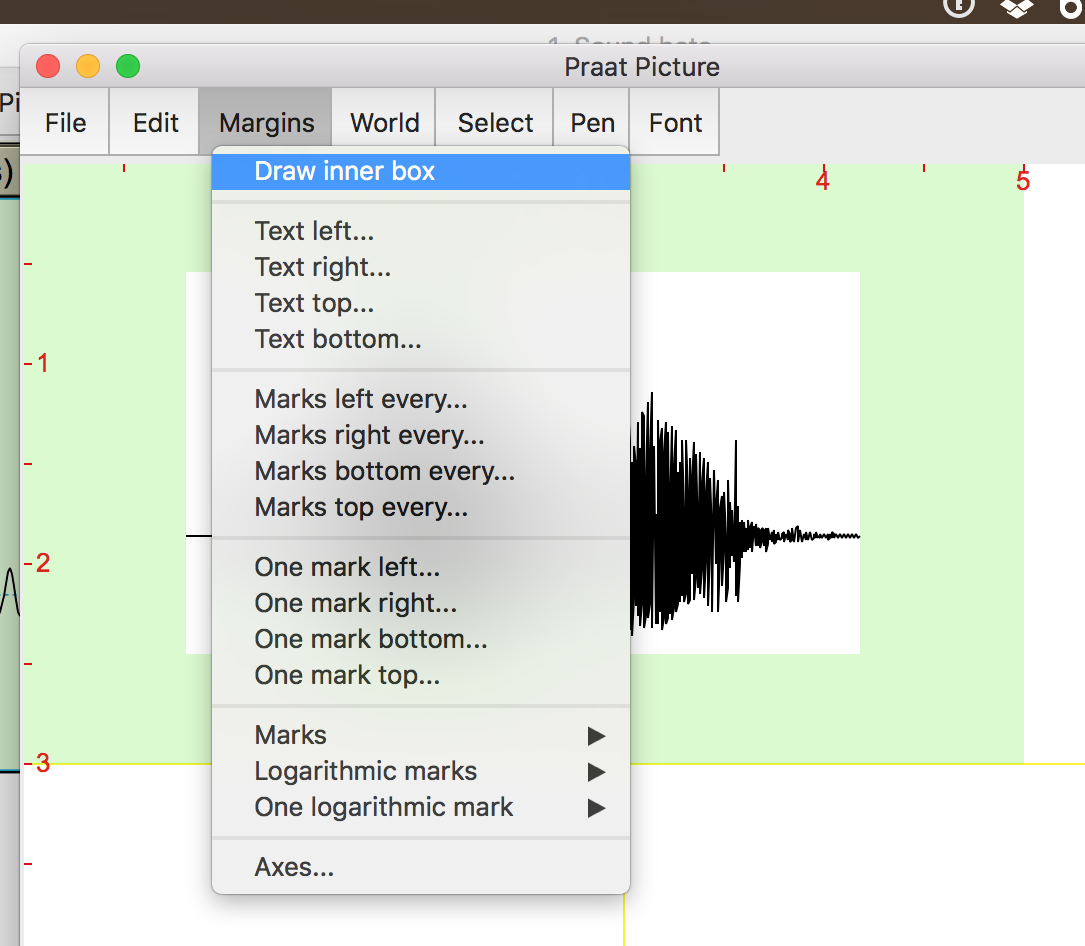 Praat Picture
Pi
File Edit Margins World Select Pen Font
s)
Draw inner box
4 5
Text left...
Text right...
Text top...
Text bottom...
1
Marks left every...
Marks right every...
Marks bottom every...
Marks top every...
2
One mark left...
One mark right...
One mark bottom...
One mark top...
Marks
3
Logarithmic marks
One logarithmic mark
Axes...